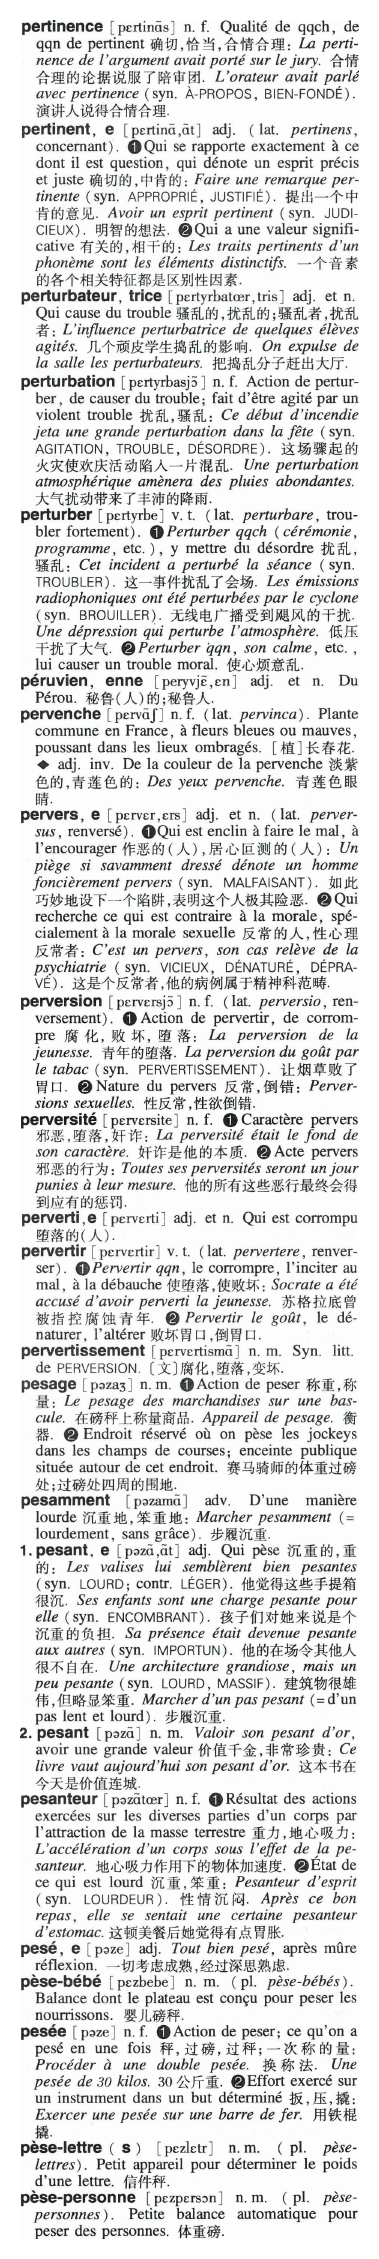 pertinence [pɛrtinɑ̃s] n. f. Qualité de qqch, de
qqn de pertinent 确切,恰当,合情合理: La perti-
nence de l'argument avait porté sur le jury. 合情
合理的论据说服了陪审团. L'orateur avait parlé
avec pertinence (syn. À-PROPOS, BIEN-FONDÉ).
演讲人说得合情合理.
pertinent, e [pɛrtinɑ̃,ɑ̃t] adj. (lat. pertinens,
concernant). ❶Qui se rapporte exactement à ce
dont il est question, qui dénote un esprit précis
et juste 确切的,中肯的: Faire une remarque per-
tinente (syn. APPROPRIÉ, JUSTIFIÉ). 提出一个中
肯的意见. Avoir un esprit pertinent (syn. JUDI-
CIEUX). 明智的想法. ❷Qui a une valeur signifi-
cative 有关的,相干的: Les traits pertinents d'un
phonème sont les éléments distinctifs. 一个音素
的各个相关特征都是区别性因素.
perturbateur, trice [pɛrtyrbatœr,tris] adj. et n.
Qui cause du trouble 骚乱的,扰乱的;骚乱者,扰乱
者: L'influence perturbatrice de quelques élèves
agités. 几个顽皮学生捣乱的影响. On expulse de
la salle les perturbateurs. 把捣乱分子赶出大厅.
perturbation [pɛrtyrbasjɔ̃] n. f. Action de pertur-
ber, de causer du trouble; fait d'être agité par un
violent trouble 扰乱,骚乱: Ce début d'incendie
jeta une grande perturbation dans la fête (syn.
AGITATION, TROUBLE, DÉSORDRE). 这场骤起的
火灾使欢庆活动陷入一片混乱. Une perturbation
atmosphérique amènera des pluies abondantes.
大气扰动带来了丰沛的降雨.
perturber [pɛrtyrbe] v. t. (lat. perturbare, trou-
bler fortement). ❶Perturber qqch (cérémonie,
programme, etc.), y mettre du désordre 扰乱,
骚乱: Cet incident a perturbé la séance (syn.
TROUBLER). 这一事件扰乱了会场. Les émissions
radiophoniques ont été perturbées par le cyclone
(syn. BROUILLER). 无线电广播受到飓风的干扰.
Une dépression qui perturbe l'atmosphère. 低压
干扰了大气. ❷Perturber qqn, son calme, etc.,
lui causer un trouble moral. 使心烦意乱.
péruvien, enne [peryvjɛ̃,ɛn] adj. et n. Du
Pérou. 秘鲁(人)的;秘鲁人.
pervenche [pɛrvɑ̃ʃ] n. f. (lat. pervinca). Plante
commune en France, à fleurs bleues ou mauves,
poussant dans les lieux ombragés. [植]长春花.
◆ adj. inv. De la couleur de la pervenche 淡紫
色的,青莲色的: Des yeux pervenche. 青莲色眼
睛.
pervers, e [pɛrvɛr,ɛrs] adj. et n. (lat. perver-
sus, renversé). ❶Qui est enclin à faire le mal, à
l'encourager 作恶的(人),居心叵测的(人): Un
piège si savamment dressé dénote un homme
foncièrement pervers (syn. MALFAISANT). 如此
巧妙地设下一个陷阱,表明这个人极其险恶. ❷Qui
recherche ce qui est contraire à la morale, spé-
cialement à la morale sexuelle 反常的人,性心理
反常者: C'est un pervers, son cas relève de la
psychiatrie (syn. VICIEUX, DÉNATURÉ, DÉPRA-
VÉ). 这是个反常者,他的病例属于精神科范畴.
perversion [pɛrvɛrsjɔ̃] n. f. (lat. perversio, ren-
versement). ❶Action de pervertir, de corrom-
pre 腐化,败坏,堕落: La perversion de la
jeunesse. 青年的堕落. La perversion du goût par
le tabac (syn. PERVERTISSEMENT). 让烟草败了
胃口. ❷Nature du pervers 反常,倒错: Perver-
sions sexuelles. 性反常,性欲倒错.
perversité [pɛrvɛrsite] n. f. ❶Caractère pervers
邪恶,堕落,奸诈: La perversité était le fond de
son caractère. 奸诈是他的本质. ❷Acte pervers
邪恶的行为: Toutes ses perversités seront un jour
punies à leur mesure. 他的所有这些恶行最终会得
到应有的惩罚.
perverti,e [pɛrvɛrti] adj. et n. Qui est corrompu
堕落的(人).
pervertir [pɛrvɛrtir] v. t. (lat. pervertere, renver-
ser). ❶Pervertir qqn, le corrompre, l'inciter au
mal, à la débauche 使堕落,使败坏: Socrate a été
accusé d'avoir perverti la jeunesse. 苏格拉底曾
被指控腐蚀青年. ❷Pervertir le goût, le dé-
naturer, l'altérer 败坏胃口,倒胃口.
pervertissement [pɛrvɛrtismɑ̃] n. m. Syn. litt.
de PERVERSION. [文]腐化,堕落,变坏.
pesage [pəzaʒ] n. m. ❶Action de peser 称重,称
量: Le pesage des marchandises sur une bas-
cule. 在磅秤上称量商品. Appareil de pesage. 衡
器. ❷Endroit réservé où on pèse les jockeys
dans les champs de courses; enceinte publique
située autour de cet endroit. 赛马骑师的体重过磅
处;过磅处四周的围地.
pesamment [pəzamɑ̃] adv. D'une manière
lourde 沉重地,笨重地: Marcher pesamment (=
lourdement, sans grâce). 步履沉重.
1. pesant, e [pəzɑ̃,ɑ̃t] adj. Qui pèse 沉重的,重
的: Les valises lui semblèrent bien pesantes
(syn. LOURD; contr. LÉGER). 他觉得这些手提箱
很沉. Ses enfants sont une charge pesante pour
elle (syn. ENCOMBRANT). 孩子们对她来说是个
沉重的负担. Sa présence était devenue pesante
aux autres (syn. IMPORTUN). 他的在场令其他人
很不自在. Une architecture grandiose, mais un
peu pesante (syn. LOURD, MASSIF). 建筑物很雄
伟,但略显笨重. Marcher d'un pas pesant (=d'un
pas lent et lourd). 步履沉重.
2. pesant [pəzɑ̃] n. m. Valoir son pesant d'or,
avoir une grande valeur 价值千金,非常珍贵: Ce
livre vaut aujourd'hui son pesant d'or. 这本书在
今天是价值连城.
pesanteur [pəzɑ̃tœr] n. f. ❶Résultat des actions
exercées sur les diverses parties d'un corps par
l'attraction de la masse terrestre 重力,地心吸力:
L'accélération d'un corps sous l'effet de la pe-
santeur. 地心吸力作用下的物体加速度. ❷État de
ce qui est lourd 沉重,笨重: Pesanteur d'esprit
(syn. LOURDEUR). 性情沉闷. Après ce bon
repas, elle se sentait une certaine pesanteur
d'estomac. 这顿美餐后她觉得有点胃胀.
pesé, e [pəze] adj. Tout bien pesé, après mûre
réflexion. 一切考虑成熟,经过深思熟虑.
pèse-bébé [pɛzbebe] n. m. (pl. pèse-bébés).
Balance dont le plateau est conçu pour peser les
nourrissons. 婴儿磅秤.
pesée [pəze] n. f. ❶Action de peser; ce qu'on a
pesé en une fois 秤,过磅,过秤;一次称的量:
Procéder à une double pesée. 换称法. Une
pesée de 30 kilos. 30公斤重. ❷Effort exercé sur
un instrument dans un but déterminé 扳,压,撬:
Exercer une pesée sur une barre de fer. 用铁棍
撬.
pèse-lettre (s) [pɛzlɛtr] n. m. (pl. pèse-
lettres). Petit appareil pour déterminer le poids
d'une lettre. 信件秤.
pèse-personne [pɛzpɛrsɔn] n. m. (pl. pèse-
personnes). Petite balance automatique pour
peser des personnes. 体重磅.